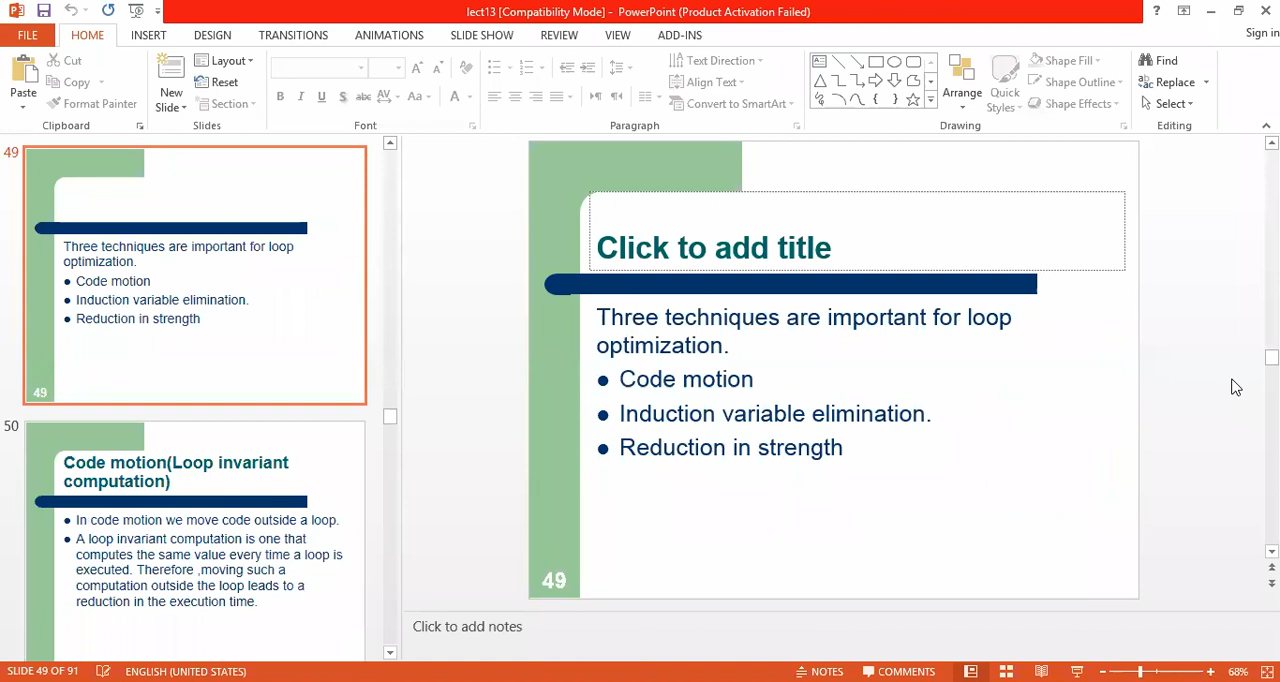 lect13 [Compatibility Mode] - PowerPoint (Product Activation Failed)
?
FILE HOME INSERT DESIGN TRANSITIONS ANIMATIONS SLIDE SHOW REVIEW VIEW ADD-INS Sign in
Paste
Cut
Copy
Format Painter
Clipboard
New
Slide
Layout
Reset
Section
Slides
B I U S abc AV Aa A
Font
Text Direction
Align Text
Convert to SmartArt
Paragraph
Arrange
Quick
Styles
Shape Fill
Shape Outline
Shape Effects
Drawing
Find
Replace
Select
Editing
49
Three techniques are important for loop
optimization.
• Code motion
• Induction variable elimination.
• Reduction in strength
49
50
Code motion(Loop invariant
computation)
• In code motion we move code outside a loop.
• A loop invariant computation is one that
computes the same value every time a loop is
executed. Therefore ,moving such a
computation outside the loop leads to a
reduction in the execution time.
Click to add title
Three techniques are important for loop
optimization.
• Code motion
• Induction variable elimination.
• Reduction in strength
49
Click to add notes
SLIDE 49 OF 91 ENGLISH (UNITED STATES) NOTES COMMENTS 68%